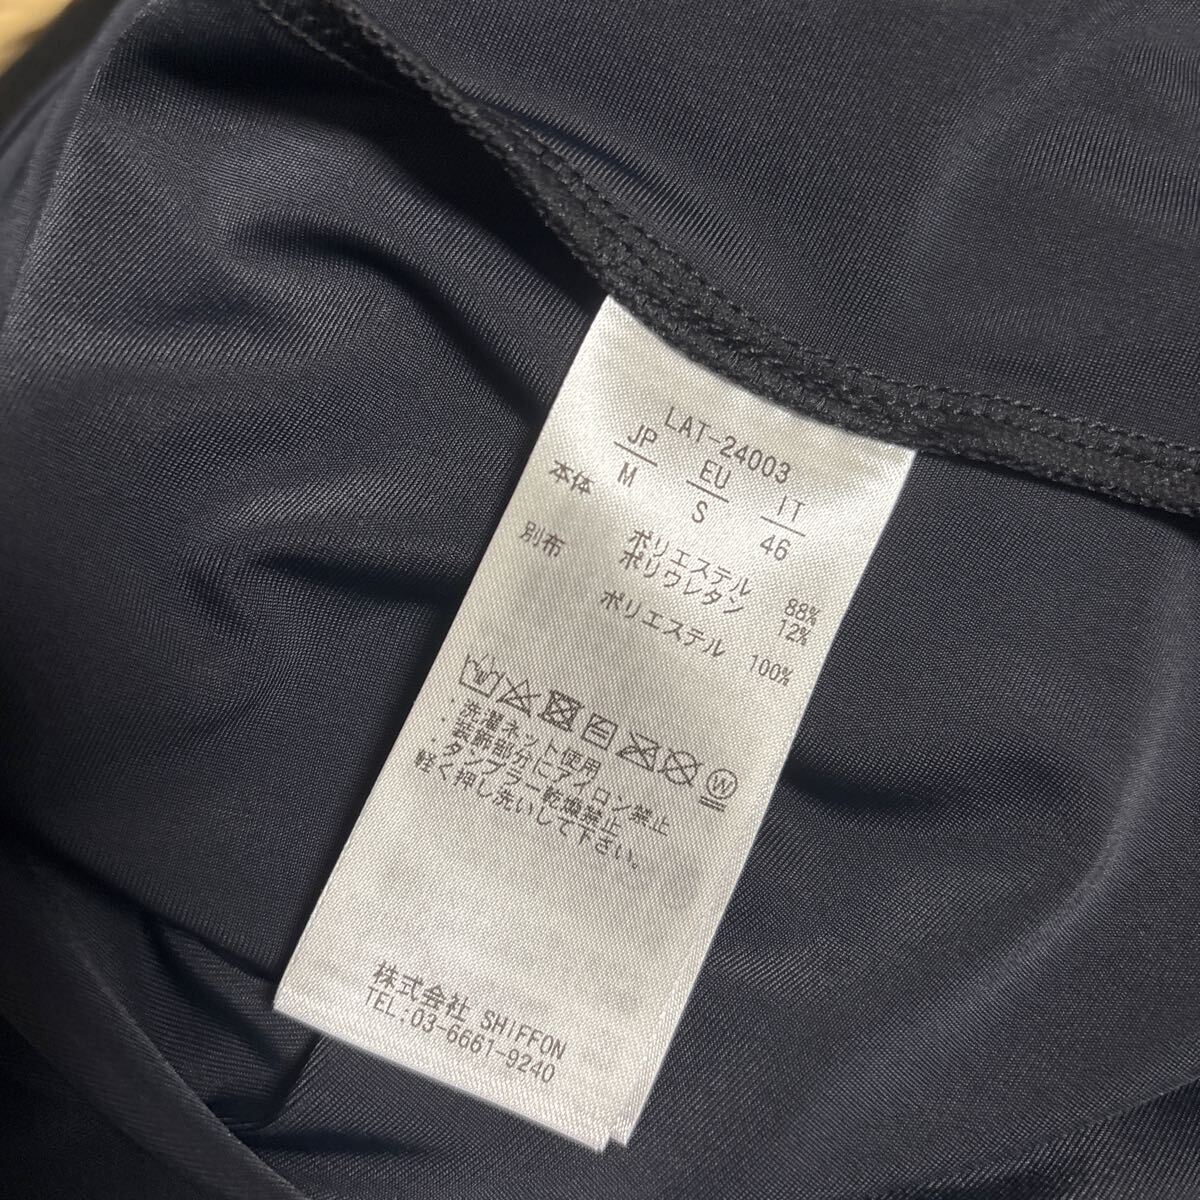 LAT-24003
JP EU IT
M S 46
本体 ポリエステル 88%
ポリウレタン 12%
別布 ポリエステル 100%
W
・洗濯ネット使用
・装飾部分にアイロン禁止
・タンブラー乾燥禁止
軽く押し洗いして下さい。
株式会社 SHIFFON
TEL:03-6661-9240